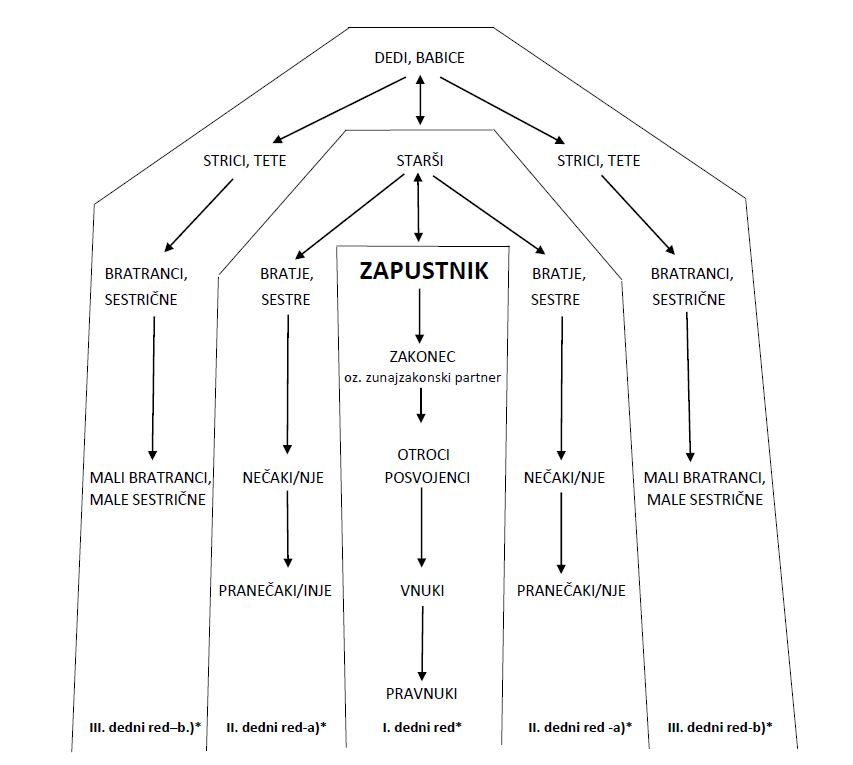 DEDI, BABICE
STRICI, TETE
STARŠI
STRICI, TETE
BRATRANCI,
SESTRIČNE
BRATJE,
SESTRE
ZAPUSTNIK
BRATJE,
SESTRE
BRATRANCI,
SESTRIČNE
ZAKONEC
oz. zunajzakonski partner
OTROCI
POSVOJENCI
MALI BRATRANCI,
MALE SESTRIČNE
NEČAKI/NJE
NEČAKI/NJE
MALI BRATRANCI,
MALE SESTRIČNE
PRANEČAKI/INJE
VNUKI
PRANEČAKI/NJE
PRAVNUKI
III. dedni red–b.)*
II. dedni red-a)*
I. dedni red*
II. dedni red -a)*
III. dedni red-b)*